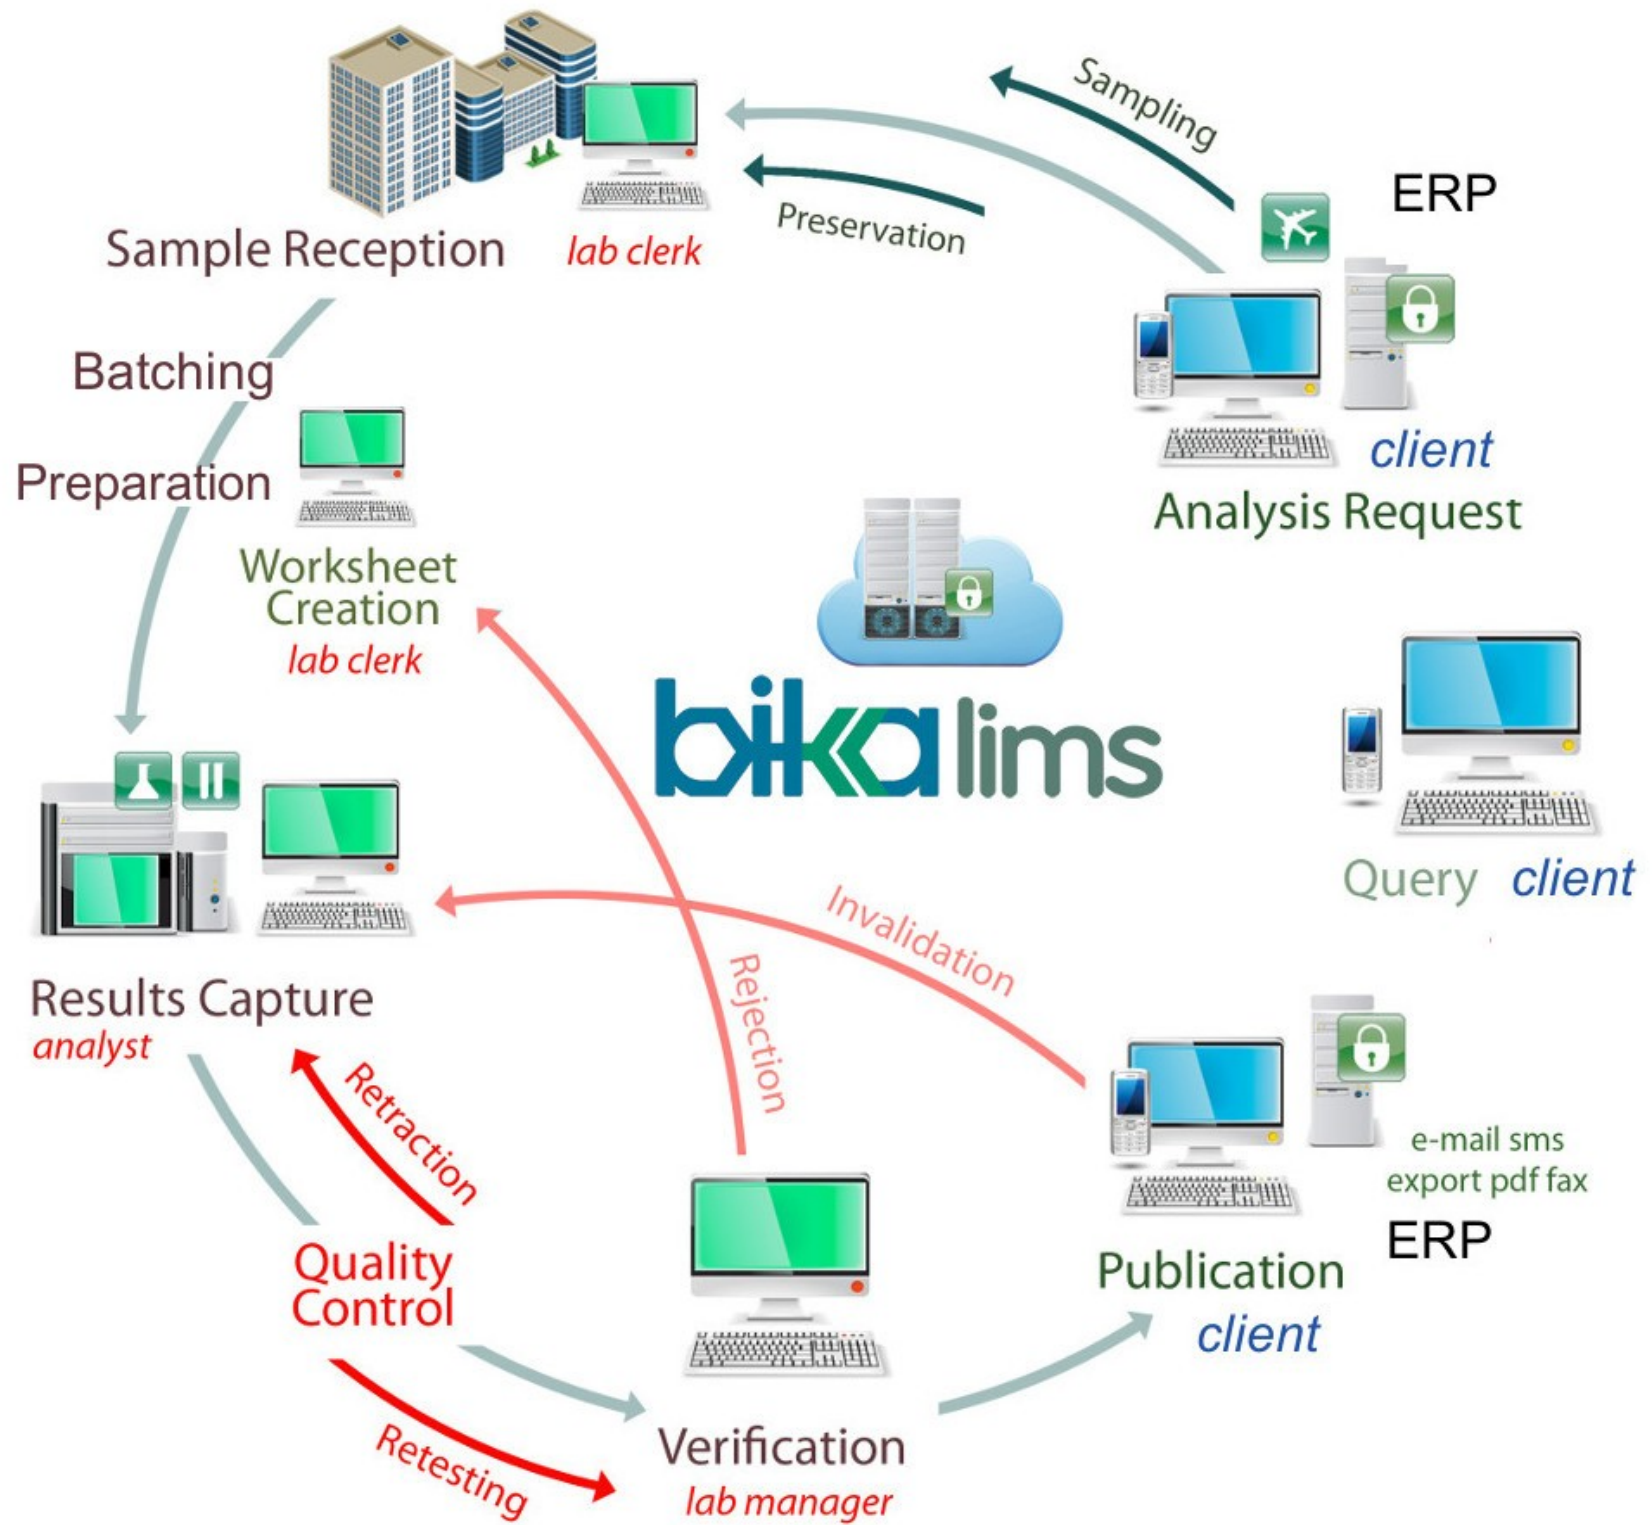 Sampling
ERP
Preservation
Sample Reception
lab clerk
Batching
Preparation
client
Analysis Request
Worksheet
Creation
lab clerk
bika lims
Query client
Invalidation
Rejection
Results Capture
analyst
Retraction
e-mail sms
export pdf fax
ERP
Quality
Control
Publication
client
Retesting
Verification
lab manager